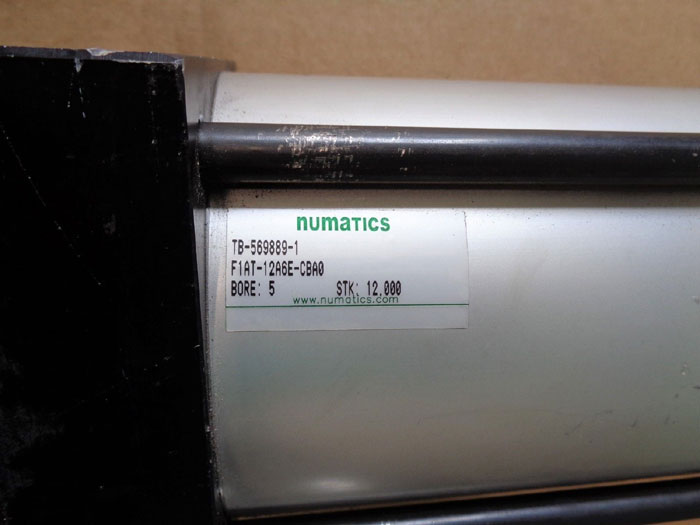 numatics
TB-569889-1
F1AT-12A6E-CBA0
BORE: 5 STK: 12,000
www.numatics.com